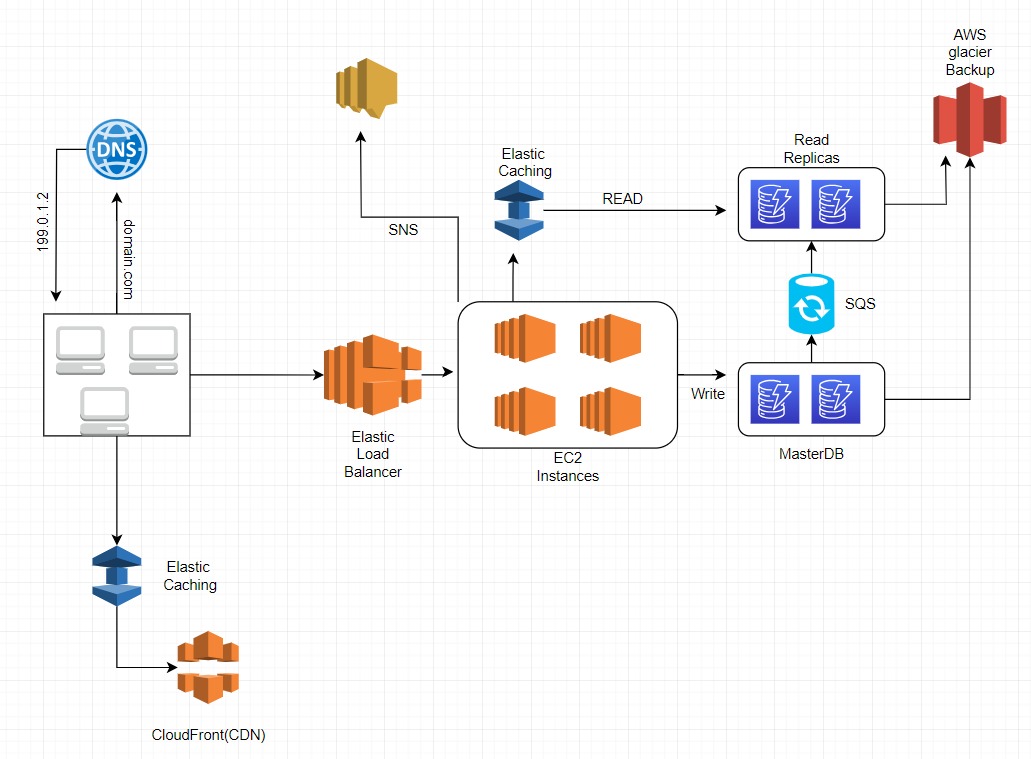 AWS
glacier
Backup
DNS
199.0.1.2
domain.com
SNS
Elastic
Caching
READ
Read
Replicas
SQS
Elastic
Load
Balancer
EC2
Instances
Write
MasterDB
Elastic
Caching
CloudFront(CDN)